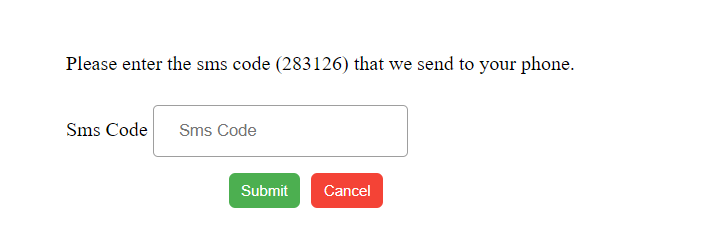 Please enter the sms code (283126) that we send to your phone.
Sms Code Sms Code
Submit Cancel